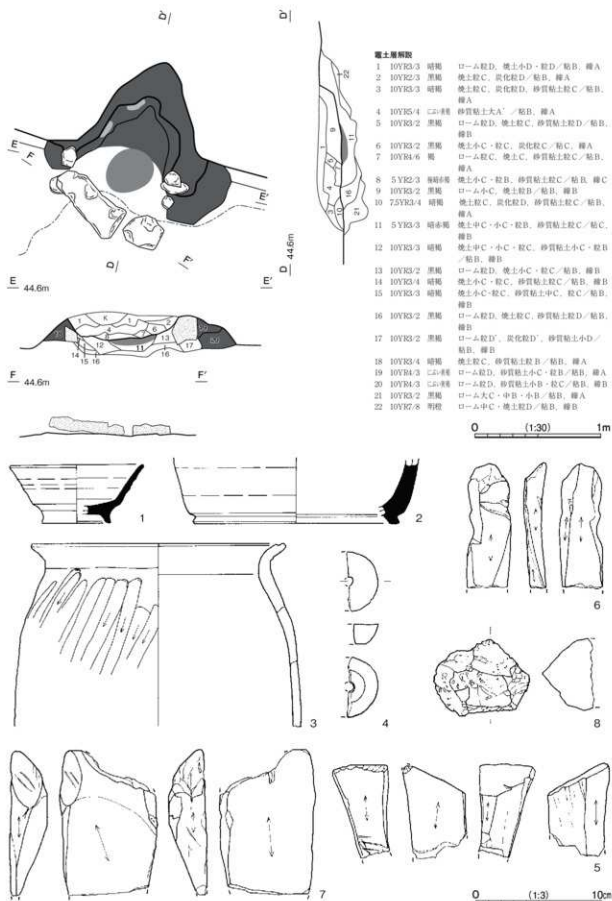 竈土層解説
1 10YR3/3 暗褐 ローム粒D、焼土小D・粒D／粘B、締A
2 10YR2/3 黒褐 焼土粒C、炭化粒D／粘B、締A
3 10YR3/3 暗褐 焼土粒C、炭化粒D、砂質粘土粒C／粘B、締A
4 10YR5/4 にぶい黄褐 砂質粘土大A'／粘B、締A
5 10YR3/2 黒褐 ローム粒D、焼土粒C、砂質粘土粒D／粘B、締B
6 10YR3/2 黒褐 焼土小C・粒C、炭化粒C／粘C、締A
7 10YR4/6 褐 ローム粒C、焼土C、砂質粘土粒C／粘B、締A
8 5YR2/3 極暗赤褐 焼土小C・粒B、砂質粘土粒C／粘B、締C
9 10YR3/2 黒褐 ローム小C、焼土粒B／粘B、締B
10 7.5YR3/4 暗褐 焼土粒C、炭化粒D、砂質粘土粒C／粘B、締B
11 5YR3/3 暗赤褐 焼土中C・小C・粒B、砂質粘土粒C／粘C、締B
12 10YR3/3 暗褐 焼土中C・小C・粒C、砂質粘土小C・粒B／粘B、締B
13 10YR3/2 黒褐 ローム粒D、焼土小C・粒C／粘B、締B
14 10YR3/4 暗褐 焼土小C・粒C、砂質粘土粒C／粘B、締B
15 10YR3/3 暗褐 焼土小C・粒C、砂質粘土中C、粒C／粘B、締B
16 10YR3/2 黒褐 ローム粒D、焼土粒C、砂質粘土粒D／粘B、締B
17 10YR3/2 黒褐 ローム粒D'、炭化粒D'、砂質粘土小D／粘B、締B
18 10YR3/4 暗褐 焼土粒C、砂質粘土粒B／粘B、締A
19 10YR4/3 にぶい黄褐 ローム粒D、砂質粘土小C・粒B／粘B、締A
20 10YR4/3 にぶい黄褐 ローム粒D、砂質粘土小B・粒C／粘B、締B
21 10YR3/2 黒褐 ローム大C・中B・小B／粘B、締A
22 10YR7/8 明橙 ローム中C・焼土粒D／粘B、締B
D'
D'
E
F
E'
D
F'
D
44.6m
E 44.6m
E'
F 44.6m
F'
0 (1:30) 1m
1
2
3
4
6
8
7
5
0 (1:3) 10cm